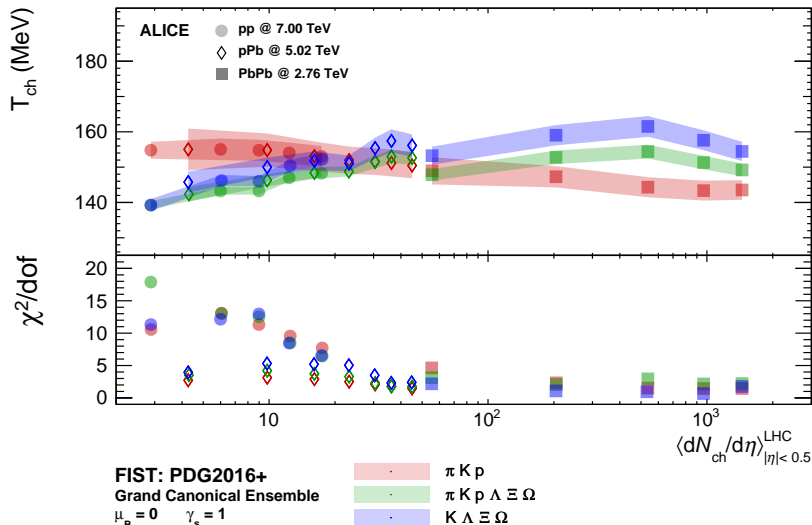 ALICE
pp @ 7.00 TeV
pPb @ 5.02 TeV
PbPb @ 2.76 TeV
T_ch (MeV)
180
160
140
χ²/dof
20
15
10
5
0
10 10² 10³
⟨dN_ch/dη⟩^LHC_|η|< 0.5
FIST: PDG2016+
Grand Canonical Ensemble
μ_B = 0 γ_s = 1
π K p
π K p Λ Ξ Ω
K Λ Ξ Ω